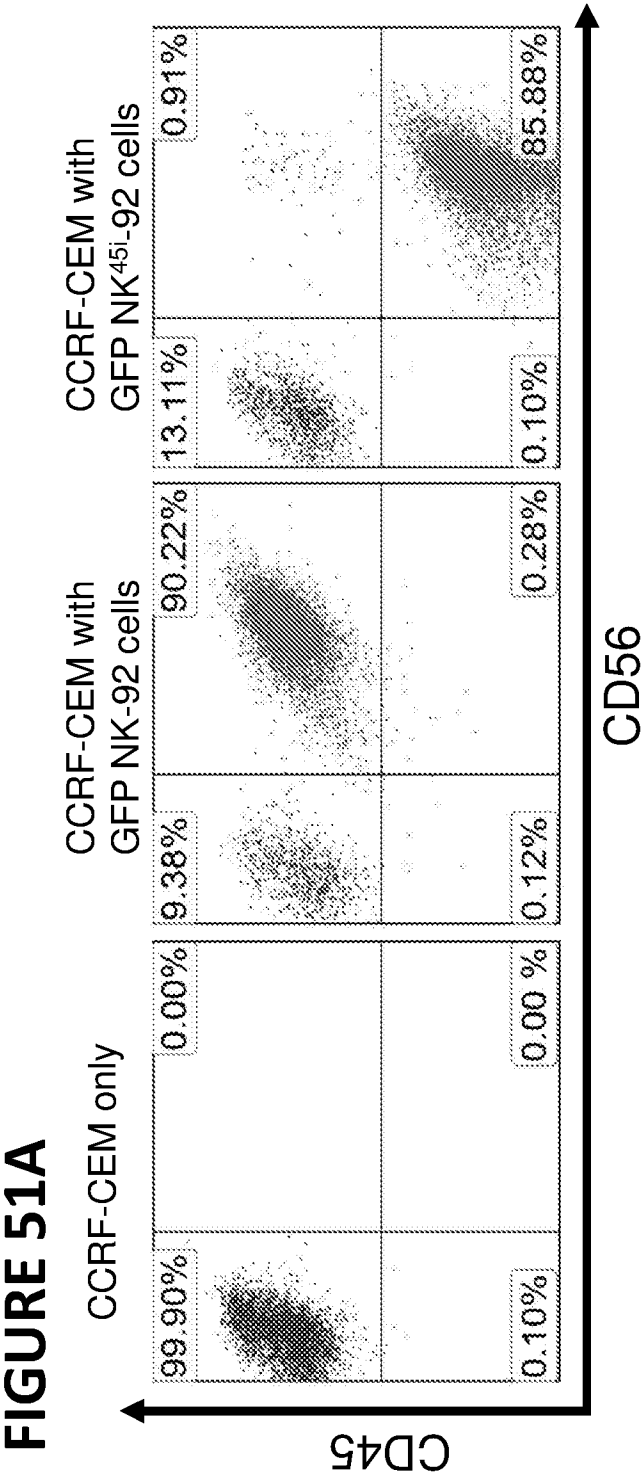 FIGURE 51A
CCRF-CEM only
99.90%
0.00%
0.10%
0.00 %
CCRF-CEM with
GFP NK-92 cells
9.38%
90.22%
0.12%
0.28%
CCRF-CEM with
GFP NK45i-92 cells
13.11%
0.91%
0.10%
85.88%
CD45
CD56